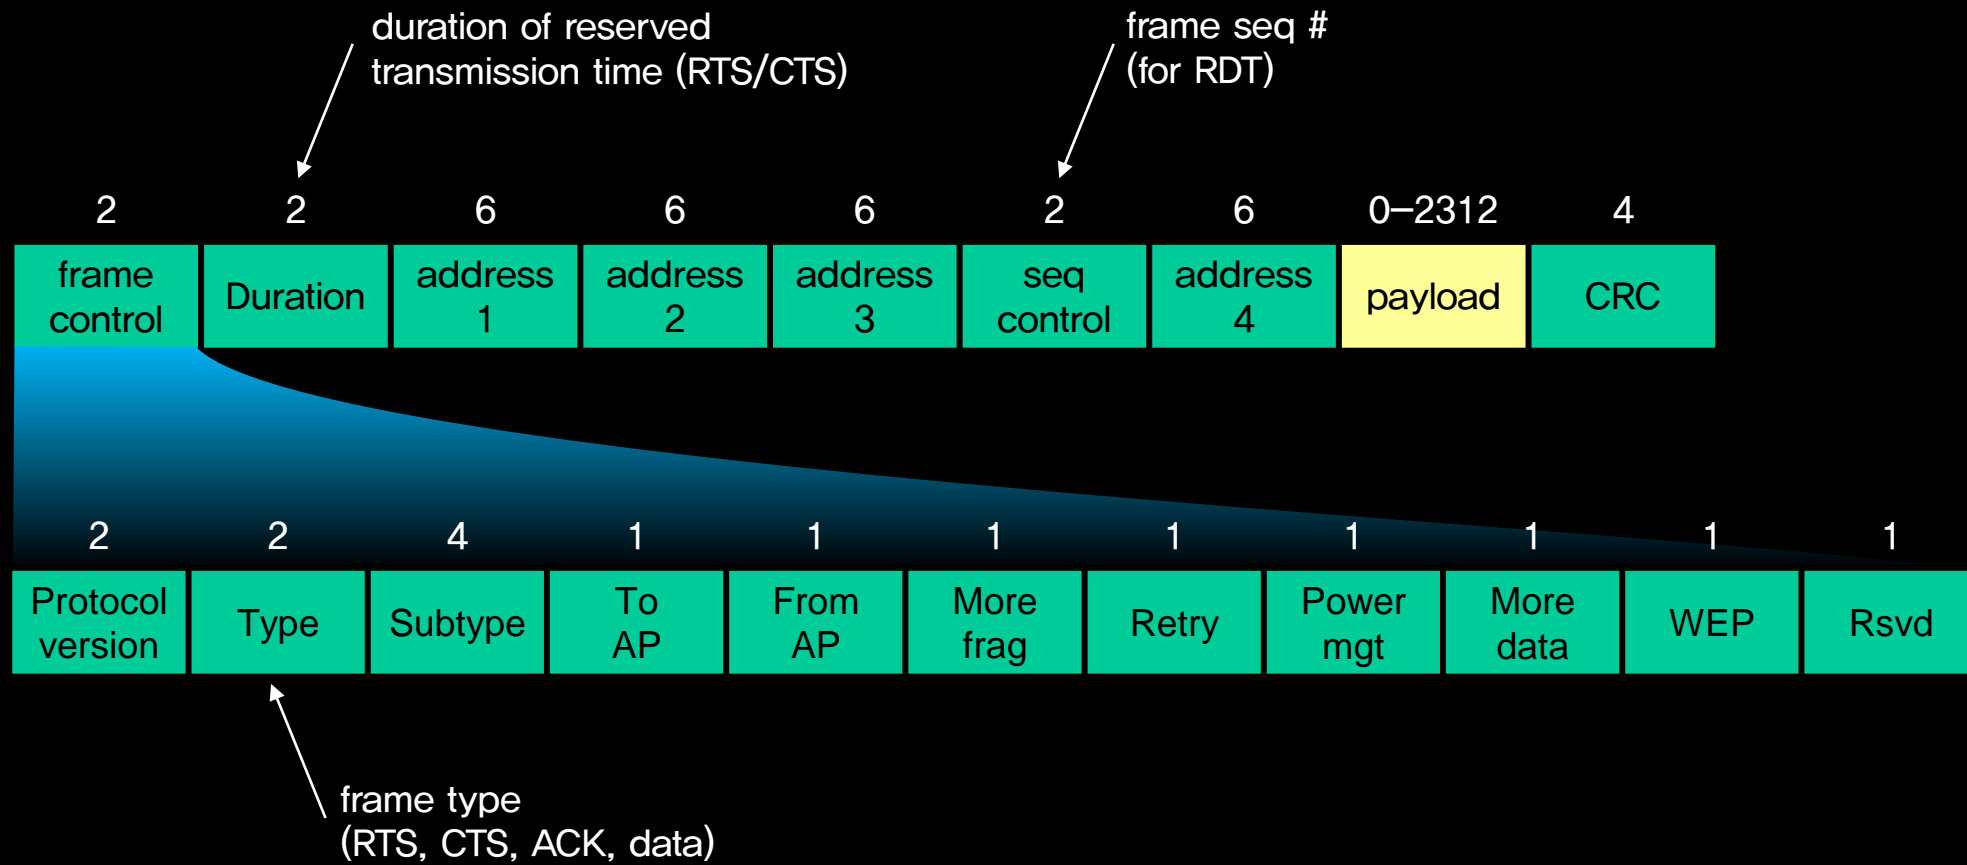 duration of reserved
transmission time (RTS/CTS)
frame seq #
(for RDT)
2 2 6 6 6 2 6 0–2312 4
frame control
Duration
address 1
address 2
address 3
seq control
address 4
payload
CRC
2 2 4 1 1 1 1 1 1 1 1
Protocol version
Type
Subtype
To AP
From AP
More frag
Retry
Power mgt
More data
WEP
Rsvd
frame type
(RTS, CTS, ACK, data)